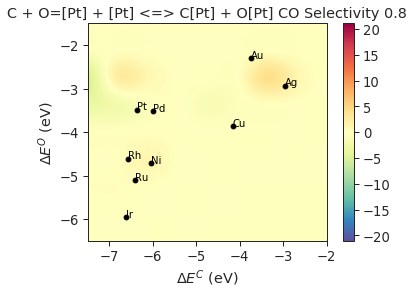 C + O=[Pt] + [Pt] <=> C[Pt] + O[Pt] CO Selectivity 0.8
−2
−3
−4
−5
−6
ΔE^O (eV)
Au
Ag
Pt
Pd
Cu
Rh
Ni
Ru
Ir
−7
−6
−5
−4
−3
−2
ΔE^C (eV)
20
15
10
5
0
−5
−10
−15
−20